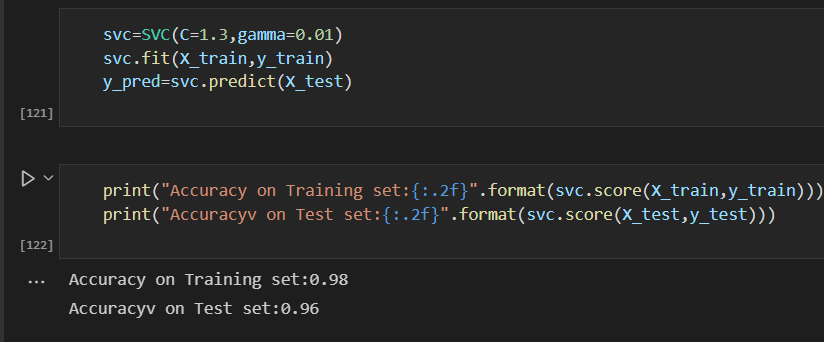 svc=SVC(C=1.3,gamma=0.01)
svc.fit(X_train,y_train)
y_pred=svc.predict(X_test)
[121]
print("Accuracy on Training set:{:.2f}".format(svc.score(X_train,y_train)))
print("Accuracyv on Test set:{:.2f}".format(svc.score(X_test,y_test)))
[122]
... Accuracy on Training set:0.98
Accuracyv on Test set:0.96